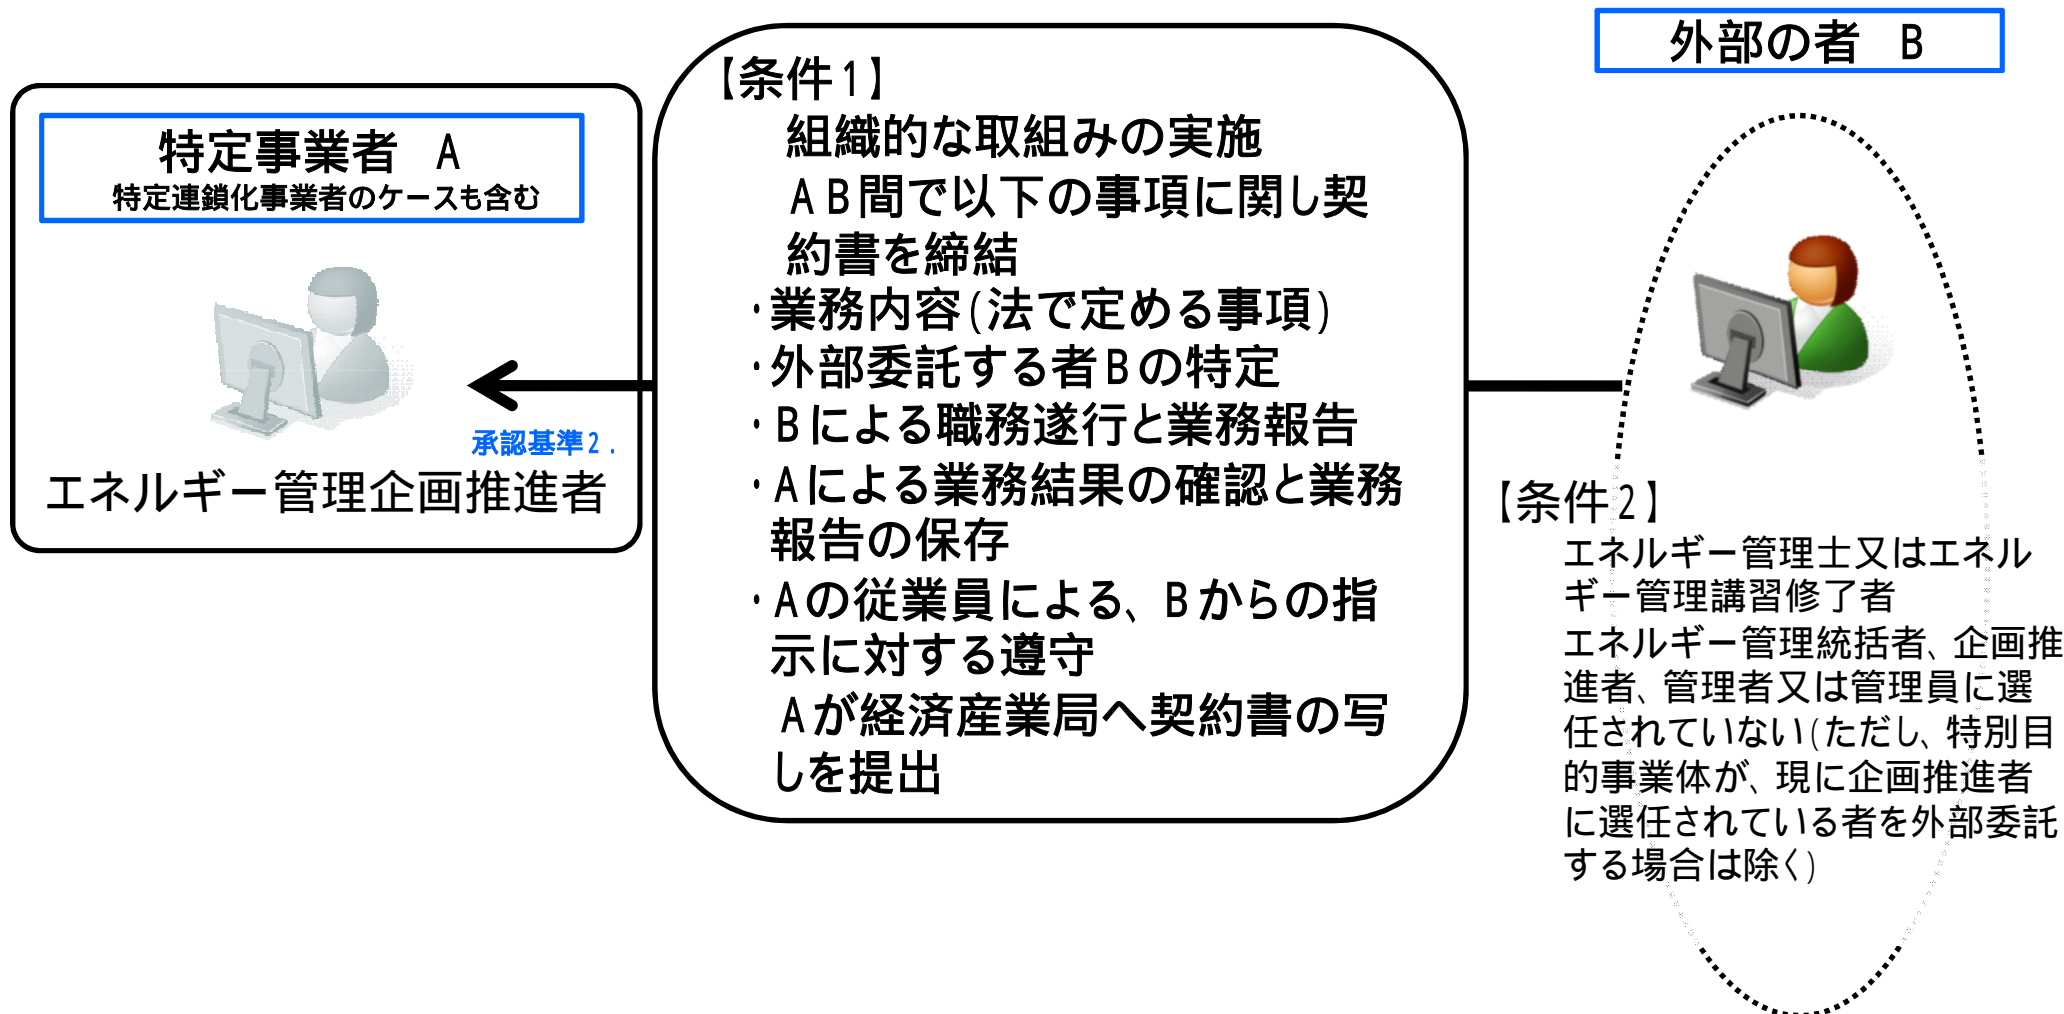 特定事業者 A
特定連鎖化事業者のケースも含む
承認基準2.
エネルギー管理企画推進者
【条件1】
組織的な取組みの実施
AB間で以下の事項に関し契
約書を締結
・業務内容(法で定める事項)
・外部委託する者Bの特定
・Bによる職務遂行と業務報告
・Aによる業務結果の確認と業務
報告の保存
・Aの従業員による、Bからの指
示に対する遵守
Aが経済産業局へ契約書の写
しを提出
外部の者 B
【条件2】
エネルギー管理士又はエネル
ギー管理講習修了者
エネルギー管理統括者、企画推
進者、管理者又は管理員に選
任されていない(ただし、特別目
的事業体が、現に企画推進者
に選任されている者を外部委託
する場合は除く)